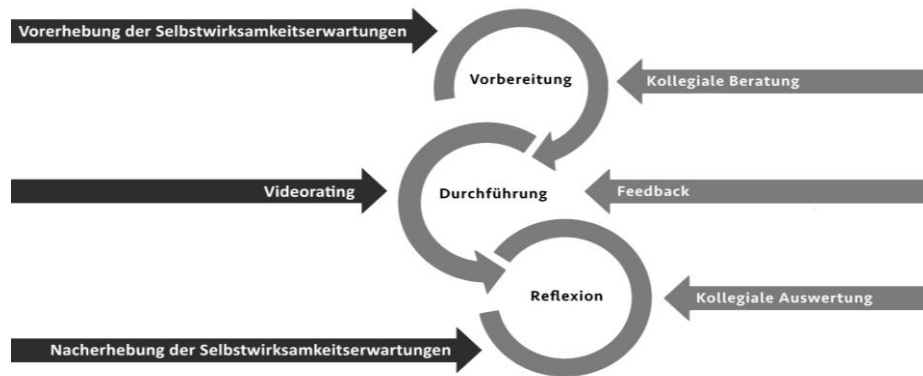 Vorerhebung der Selbstwirksamkeitserwartungen
Vorbereitung
Kollegiale Beratung
Videorating
Durchführung
Feedback
Reflexion
Kollegiale Auswertung
Nacherhebung der Selbstwirksamkeitserwartungen